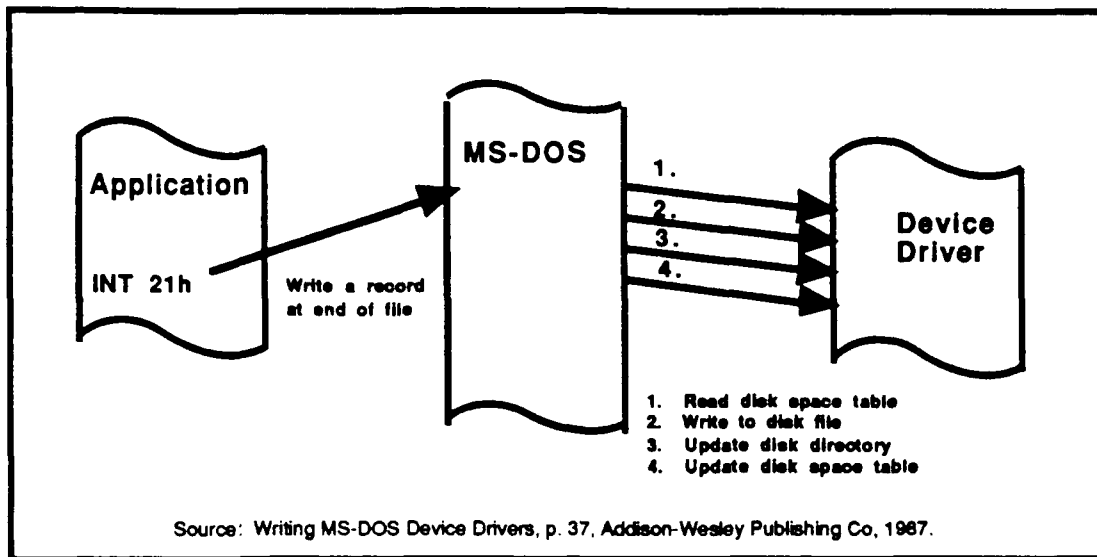 Application
INT 21h
Write a record
at end of file
MS-DOS
1.
2.
3.
4.
Device
Driver
1. Read disk space table
2. Write to disk file
3. Update disk directory
4. Update disk space table
Source: Writing MS-DOS Device Drivers, p. 37, Addison-Wesley Publishing Co, 1987.